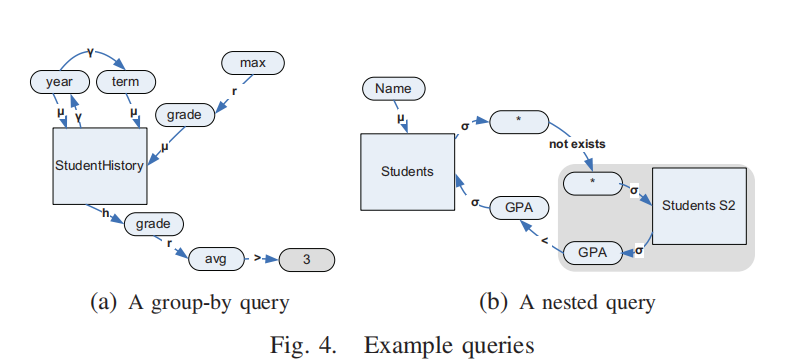 γ
year
term
max
r
μ
γ
μ
grade
μ
StudentHistory
h
grade
r
avg
>
3
(a) A group-by query
Name
μ
σ
*
not exists
Students
*
σ
Students S2
σ
GPA
<
GPA
σ
(b) A nested query
Fig. 4. Example queries